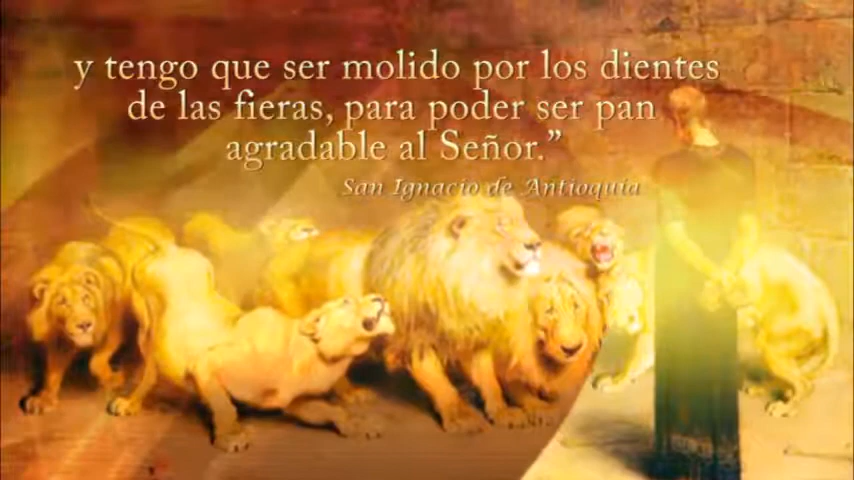 y tengo que ser molido por los dientes
de las fieras, para poder ser pan
agradable al Señor.”
San Ignacio de Antioquía